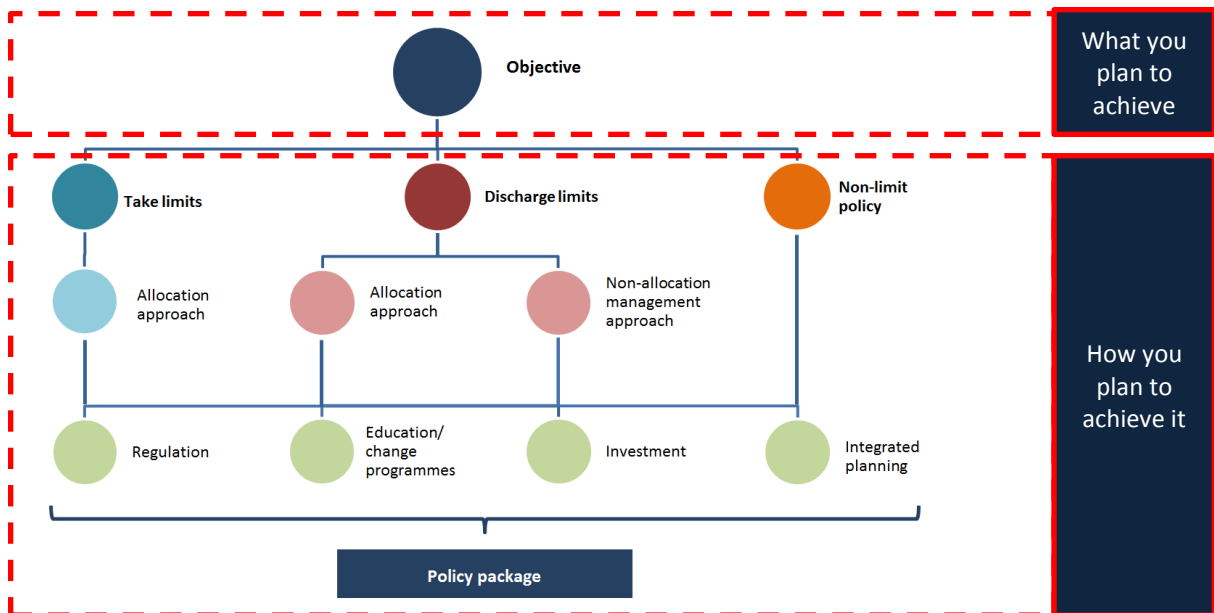 What you
plan to
achieve
Objective
Take limits
Discharge limits
Non-limit
policy
Allocation
approach
Allocation
approach
Non-allocation
management
approach
How you
plan to
achieve it
Regulation
Education/
change
programmes
Investment
Integrated
planning
Policy package